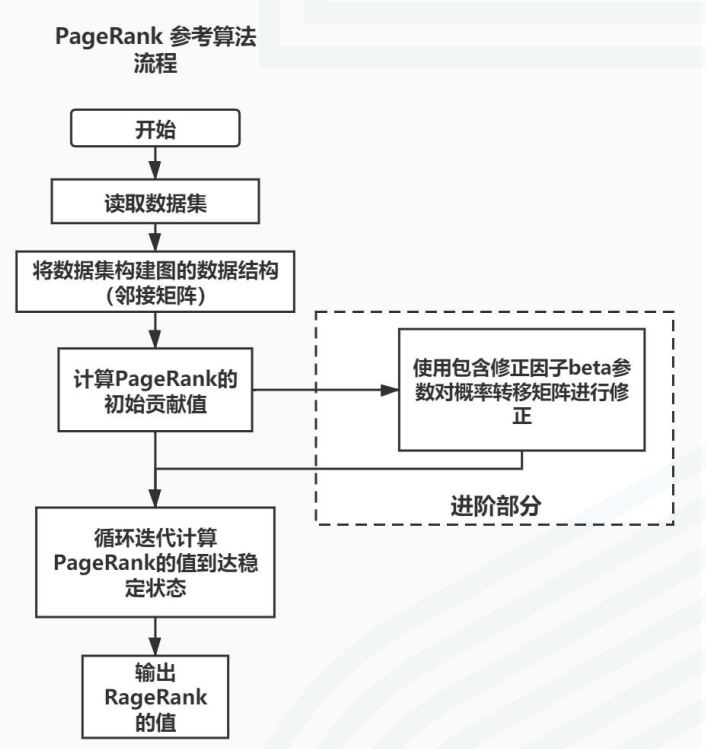 PageRank 参考算法
流程
开始
读取数据集
将数据集构建图的数据结构
（邻接矩阵）
计算PageRank的
初始贡献值
使用包含修正因子beta参
数对概率转移矩阵进行修
正
进阶部分
循环迭代计算
PageRank的值到达稳
定状态
输出
RageRank
的值